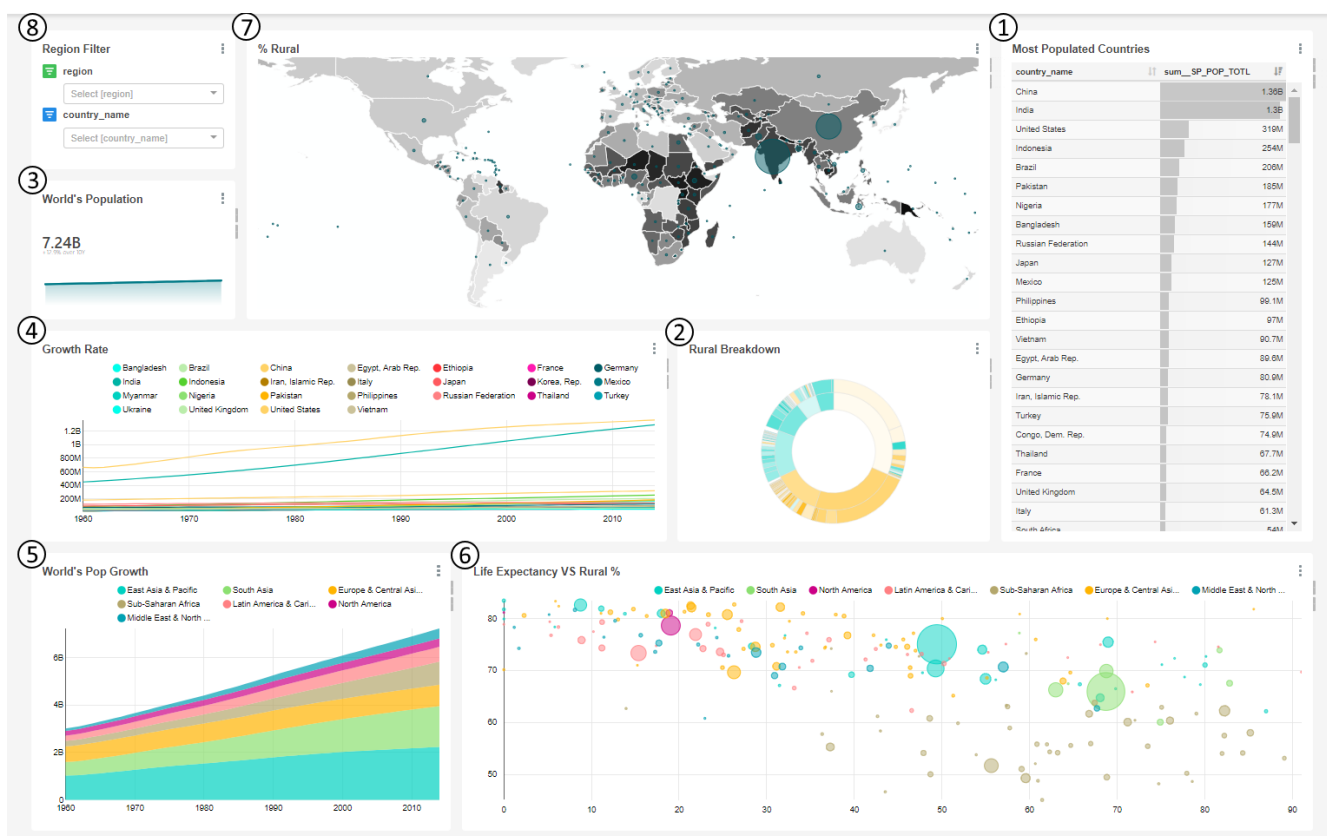 8
Region Filter
region
Select [region]
country_name
Select [country_name]
7
% Rural
1
Most Populated Countries
country_name sum__SP_POP_TOTL
China 1.36B
India 1.3B
United States 319M
Indonesia 254M
Brazil 206M
Pakistan 185M
Nigeria 177M
Bangladesh 159M
Russian Federation 144M
Japan 127M
Mexico 125M
Philippines 99.1M
Ethiopia 97M
Vietnam 90.7M
Egypt, Arab Rep. 89.6M
Germany 80.9M
Iran, Islamic Rep. 78.1M
Turkey 75.9M
Congo, Dem. Rep. 74.9M
Thailand 67.7M
France 66.2M
United Kingdom 64.5M
Italy 61.3M
South Africa 54M
3
World's Population
7.24B
4
Growth Rate
Bangladesh Brazil China Egypt, Arab Rep. Ethiopia France Germany
India Indonesia Iran, Islamic Rep. Italy Japan Korea, Rep. Mexico
Myanmar Nigeria Pakistan Philippines Russian Federation Thailand Turkey
Ukraine United Kingdom United States Vietnam
1.2B
1B
800M
600M
400M
200M
1960 1970 1980 1990 2000 2010
2
Rural Breakdown
5
World's Pop Growth
East Asia & Pacific South Asia Europe & Central Asi...
Sub-Saharan Africa Latin America & Cari... North America
Middle East & North ...
6B
4B
2B
0
1960 1970 1980 1990 2000 2010
6
Life Expectancy VS Rural %
East Asia & Pacific South Asia North America Latin America & Cari... Sub-Saharan Africa Europe & Central Asi... Middle East & North ...
80
70
60
50
0 10 20 30 40 50 60 70 80 90